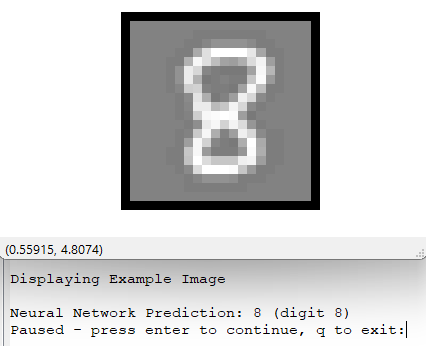 8
(0.55915, 4.8074)
Displaying Example Image
Neural Network Prediction: 8 (digit 8)
Paused - press enter to continue, q to exit: